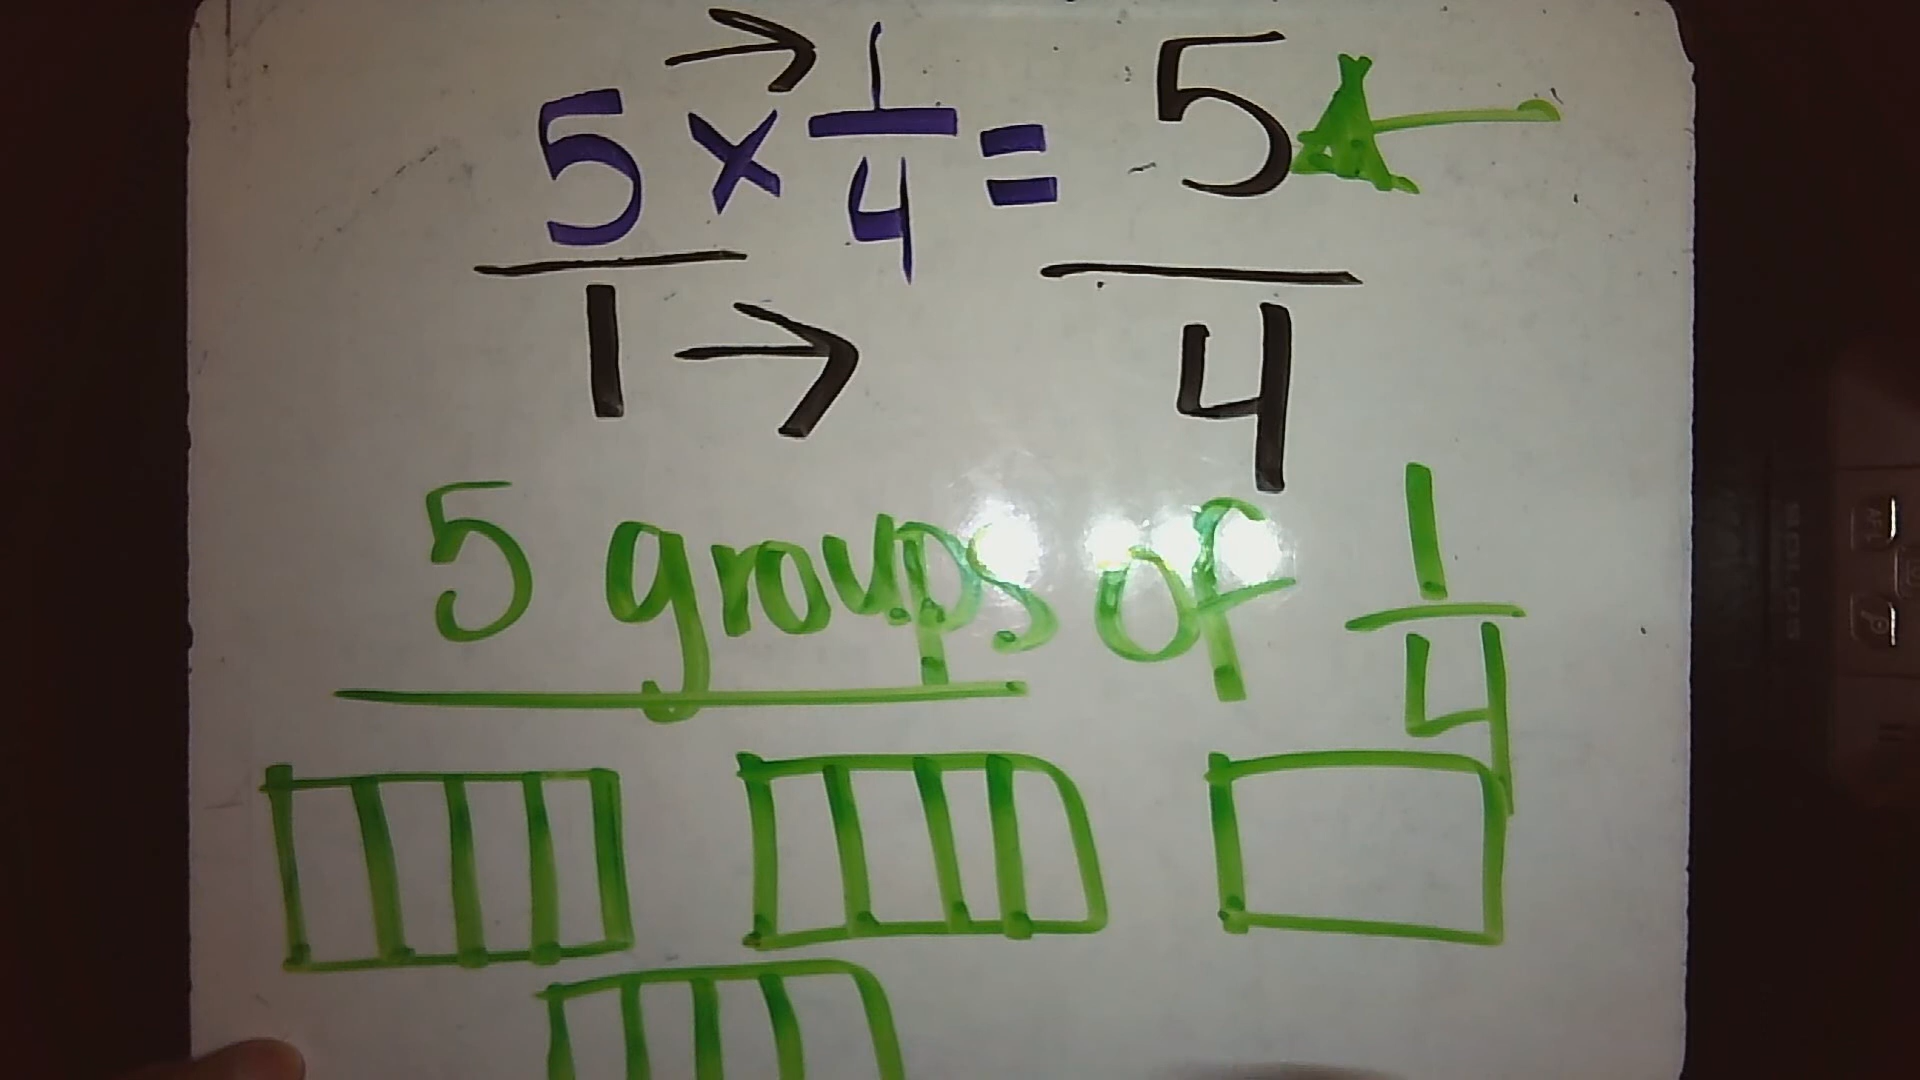 5/1 × 1/4 = 5/4
5 groups of 1/4